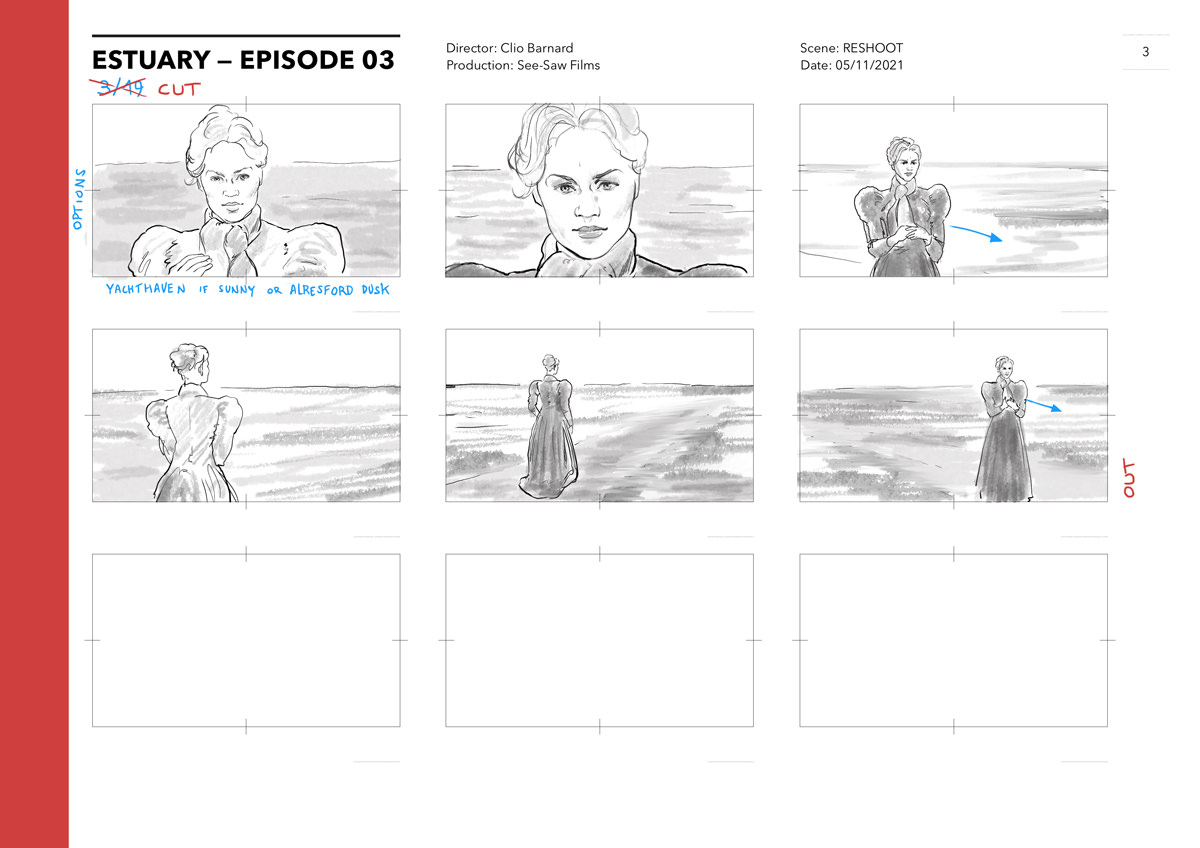 ESTUARY – EPISODE 03
Director: Clio Barnard
Production: See-Saw Films
Scene: RESHOOT
Date: 05/11/2021
3
3/49 CUT
OPTIONS
YACHTHAVEN IF SUNNY OR ALRESFORD DUSK
OUT